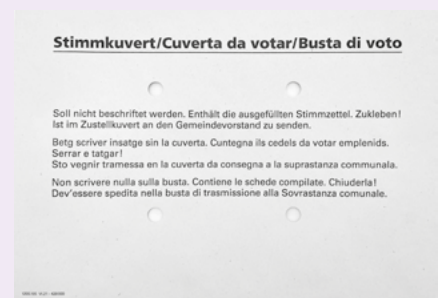 Stimmkuvert/Cuverta da votar/Busta di voto
Soll nicht beschriftet werden. Enthält die ausgefüllten Stimmzettel. Zukleben!
Ist im Zustellkuvert an den Gemeindevorstand zu senden.
Betg scriver insatge sin la cuverta. Cuntegna ils cedels da votar emplenids.
Serrar e tatgar!
Sto vegnir tramessa en la cuverta da consegna a la suprastanza communala.
Non scrivere nulla sulla busta. Contiene le schede compilate. Chiuderla!
Dev'essere spedita nella busta di trasmissione alla Sovrastanza comunale.